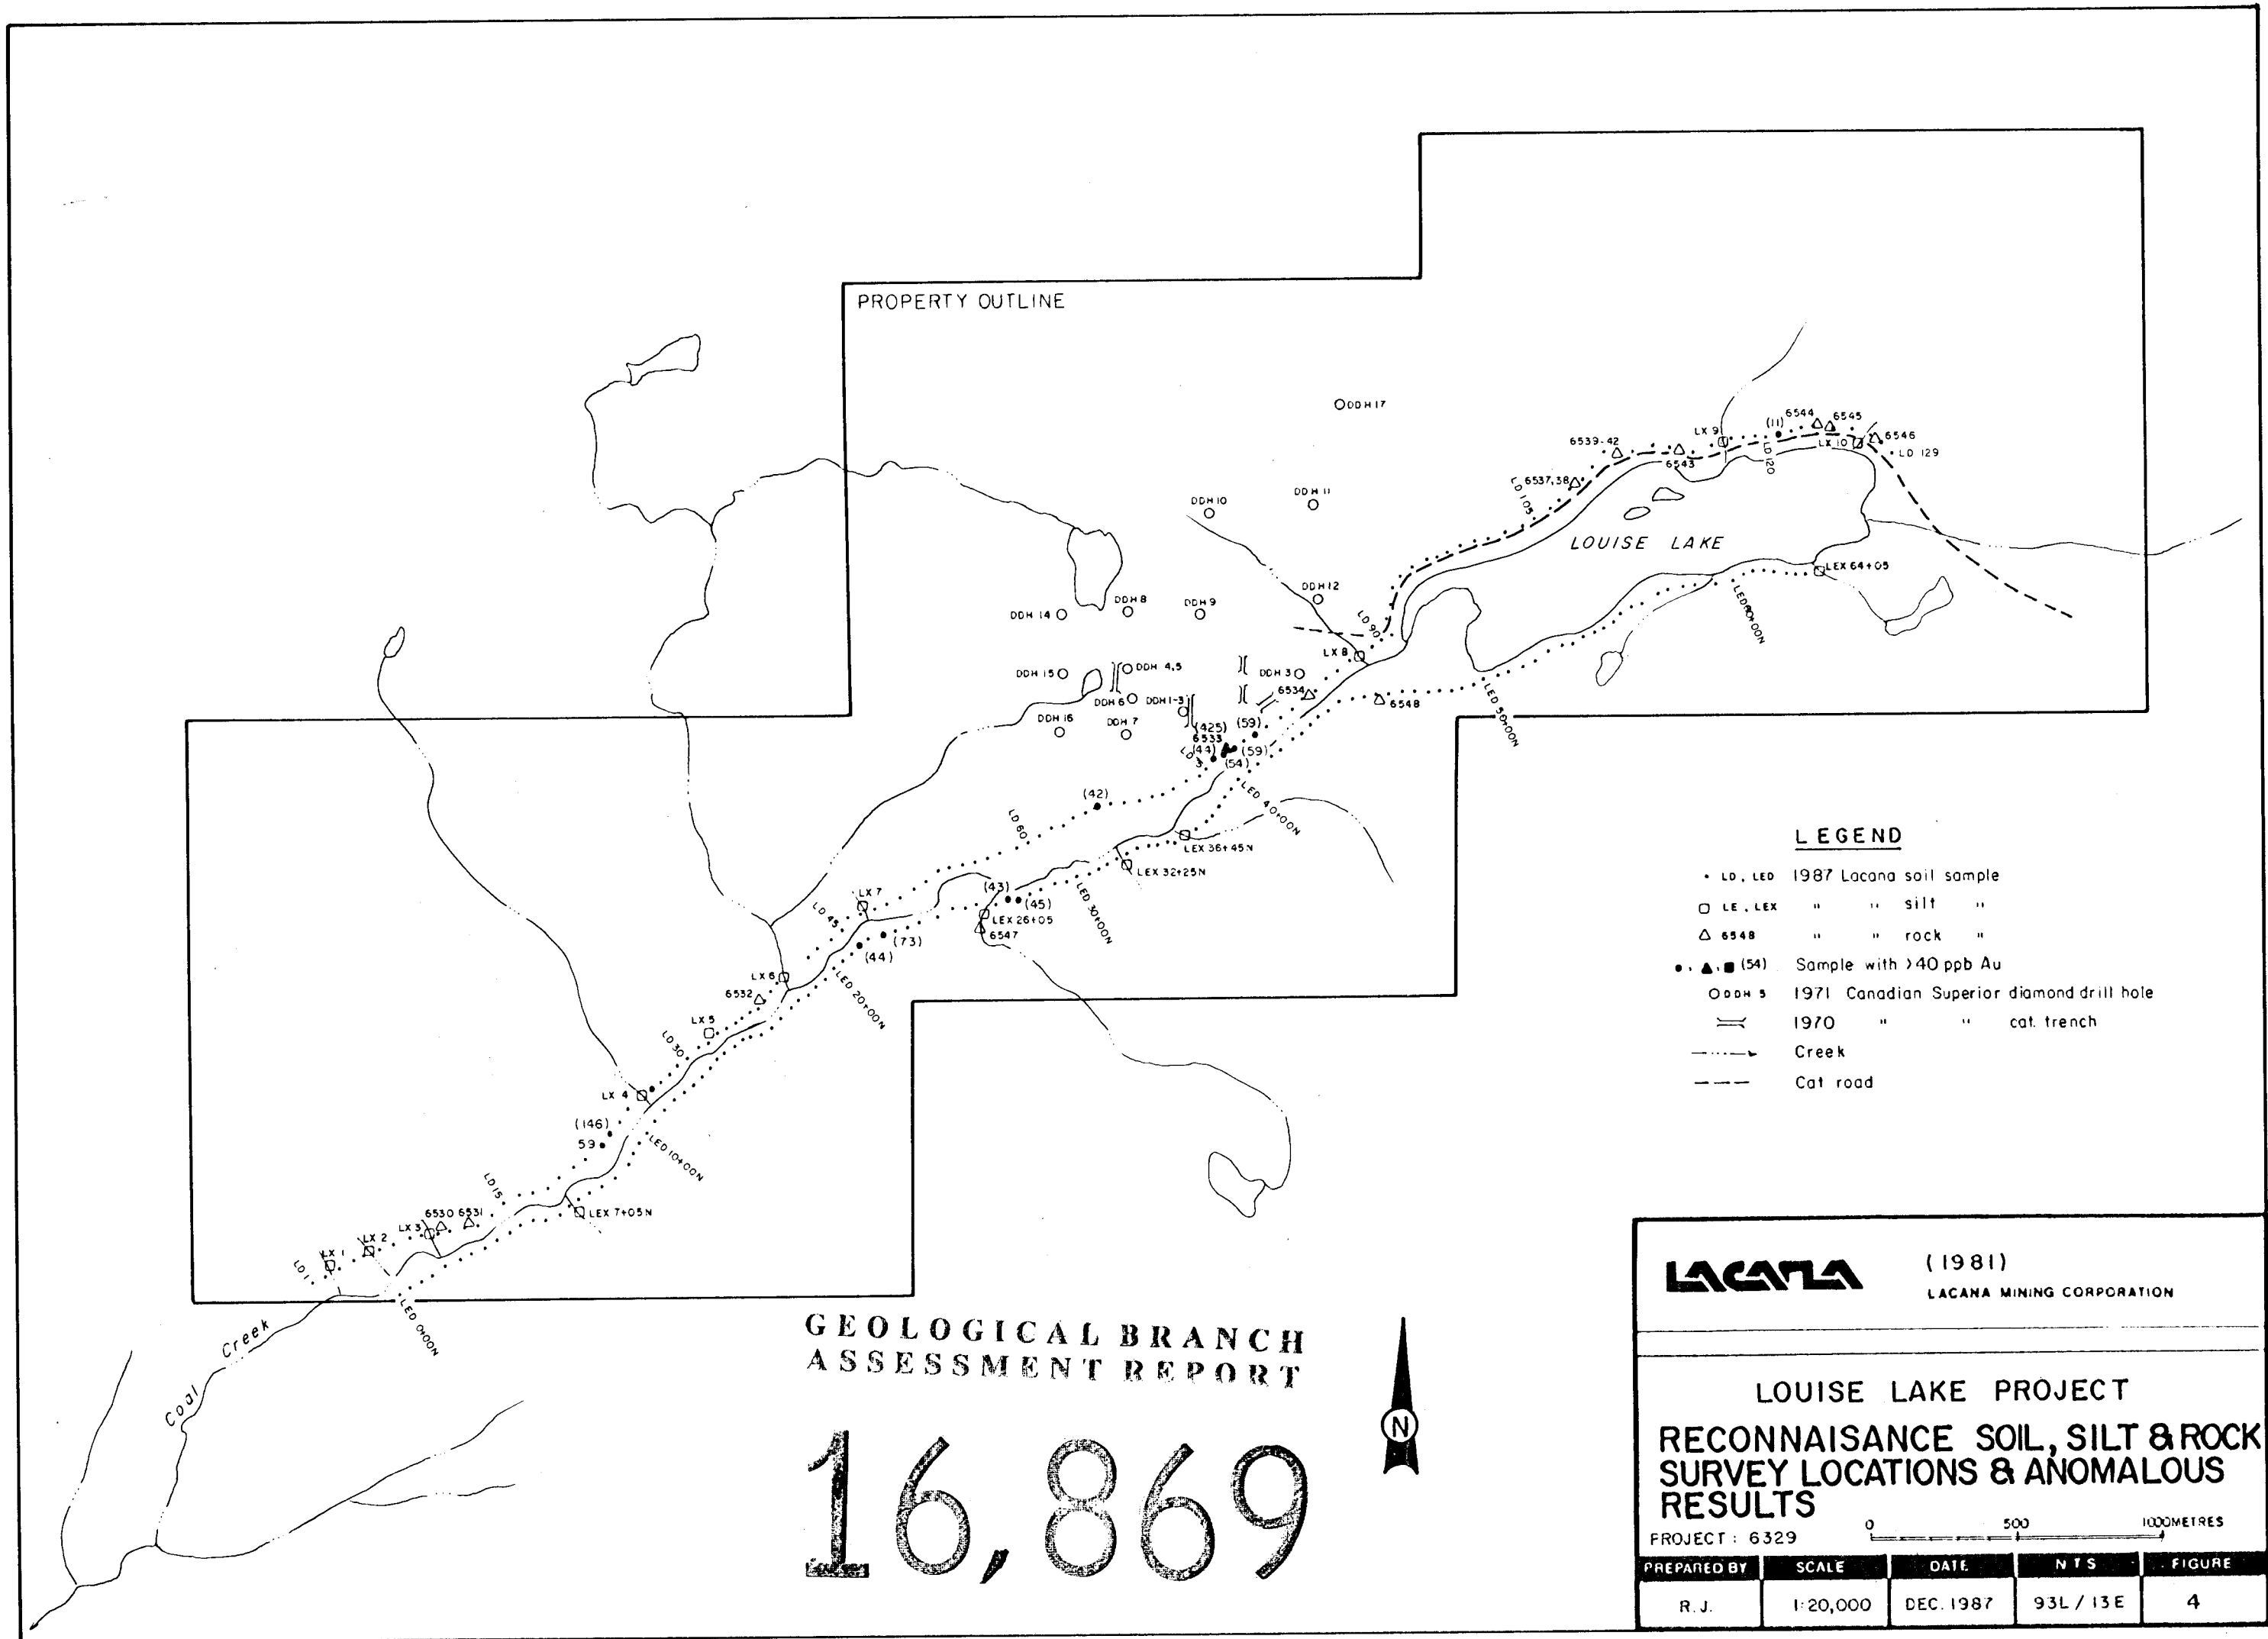 PROPERTY OUTLINE
DDH 17
LX 9
(11)
6544
6545
6539-42
6543
LD 120
LX 10
6546
LD 129
6537,38
LD 105
DDH 10
DDH 11
LOUISE LAKE
LEX 64+05
DDH 12
DDH 14
DDH 8
DDH 9
LD 90
LX 8
DDH 15
DDH 4,5
DDH 3
DDH 6
DDH 1-3
6534
6548
LED 50+00N
DDH 16
DDH 7
(425)
(59)
6533
(44)
(59)
(54)
(42)
LED 40+00N
LD 60
LEX 36+45N
LEX 32+25N
LX 7
(43)
(45)
LED 30+00N
LD 45
LEX 26+05
6547
(73)
(44)
LX 6
6532
LED 20+00N
LX 5
LD 30
LX 4
(146)
59
LED 10+00N
LD 15
6530
6531
LEX 7+05N
LX 3
LX 2
LX 1
LD 1
LED 0+00N
Coal Creek
LEGEND
LD, LED 1987 Lacana soil sample
LE, LEX " " silt "
6548 " " rock "
(54) Sample with >40 ppb Au
DDH 5 1971 Canadian Superior diamond drill hole
1970 " " cat. trench
Creek
Cat road
GEOLOGICAL BRANCH
ASSESSMENT REPORT
16,869
N
LACANA (1981)
LACANA MINING CORPORATION
LOUISE LAKE PROJECT
RECONNAISANCE SOIL, SILT & ROCK
SURVEY LOCATIONS & ANOMALOUS
RESULTS
PROJECT : 6329
0 500 1000METRES
PREPARED BY SCALE DATE N T S FIGURE
R. J. 1:20,000 DEC. 1987 93L / 13E 4